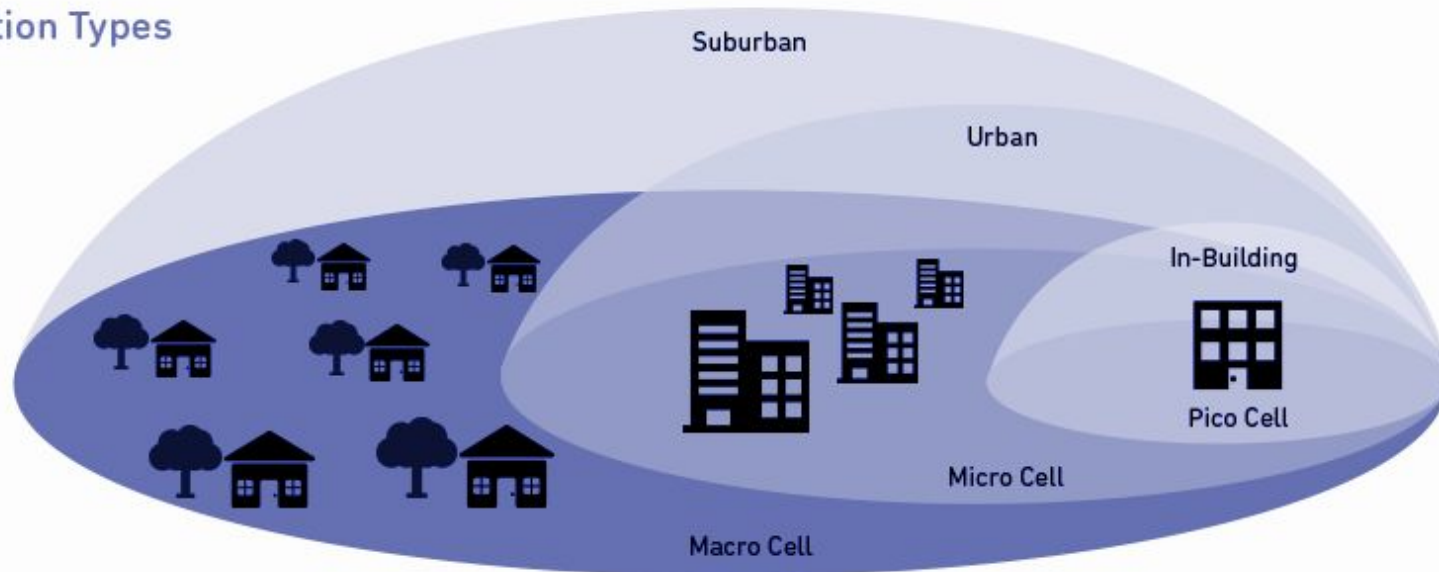 tion Types
Suburban
Urban
In-Building
Pico Cell
Micro Cell
Macro Cell